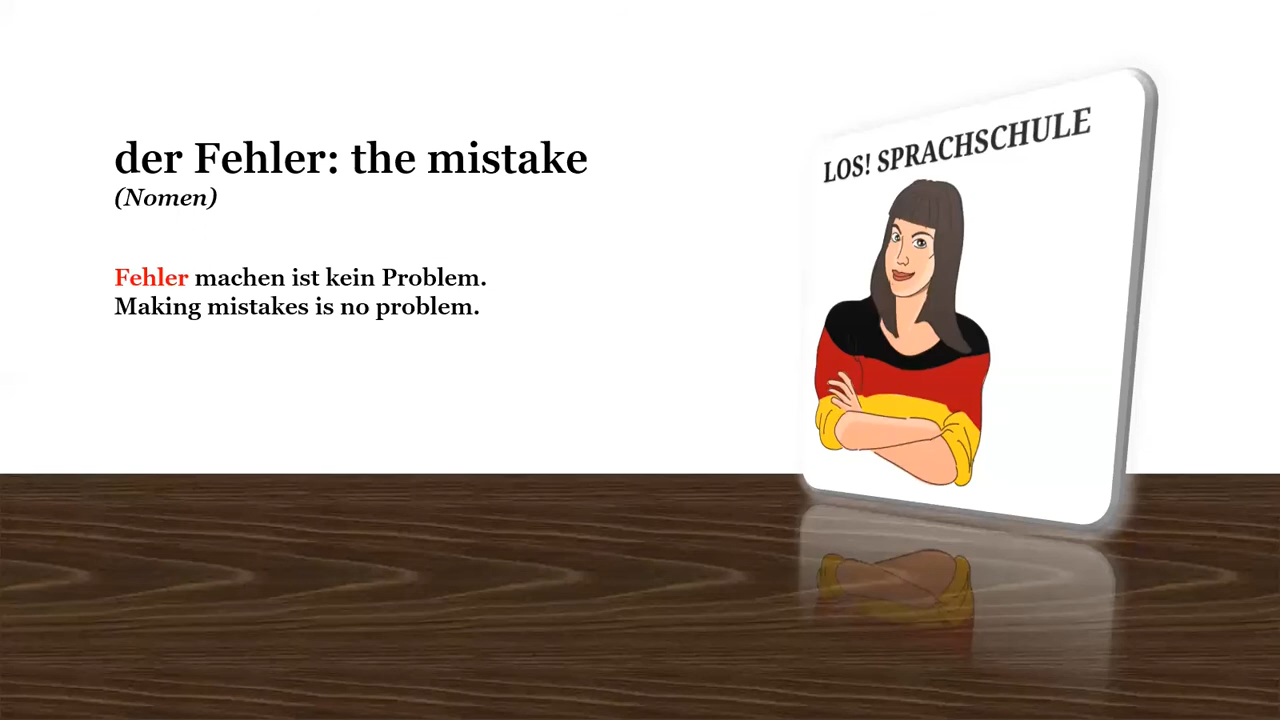 der Fehler: the mistake
(Nomen)
Fehler machen ist kein Problem.
Making mistakes is no problem.
LOS! SPRACHSCHULE